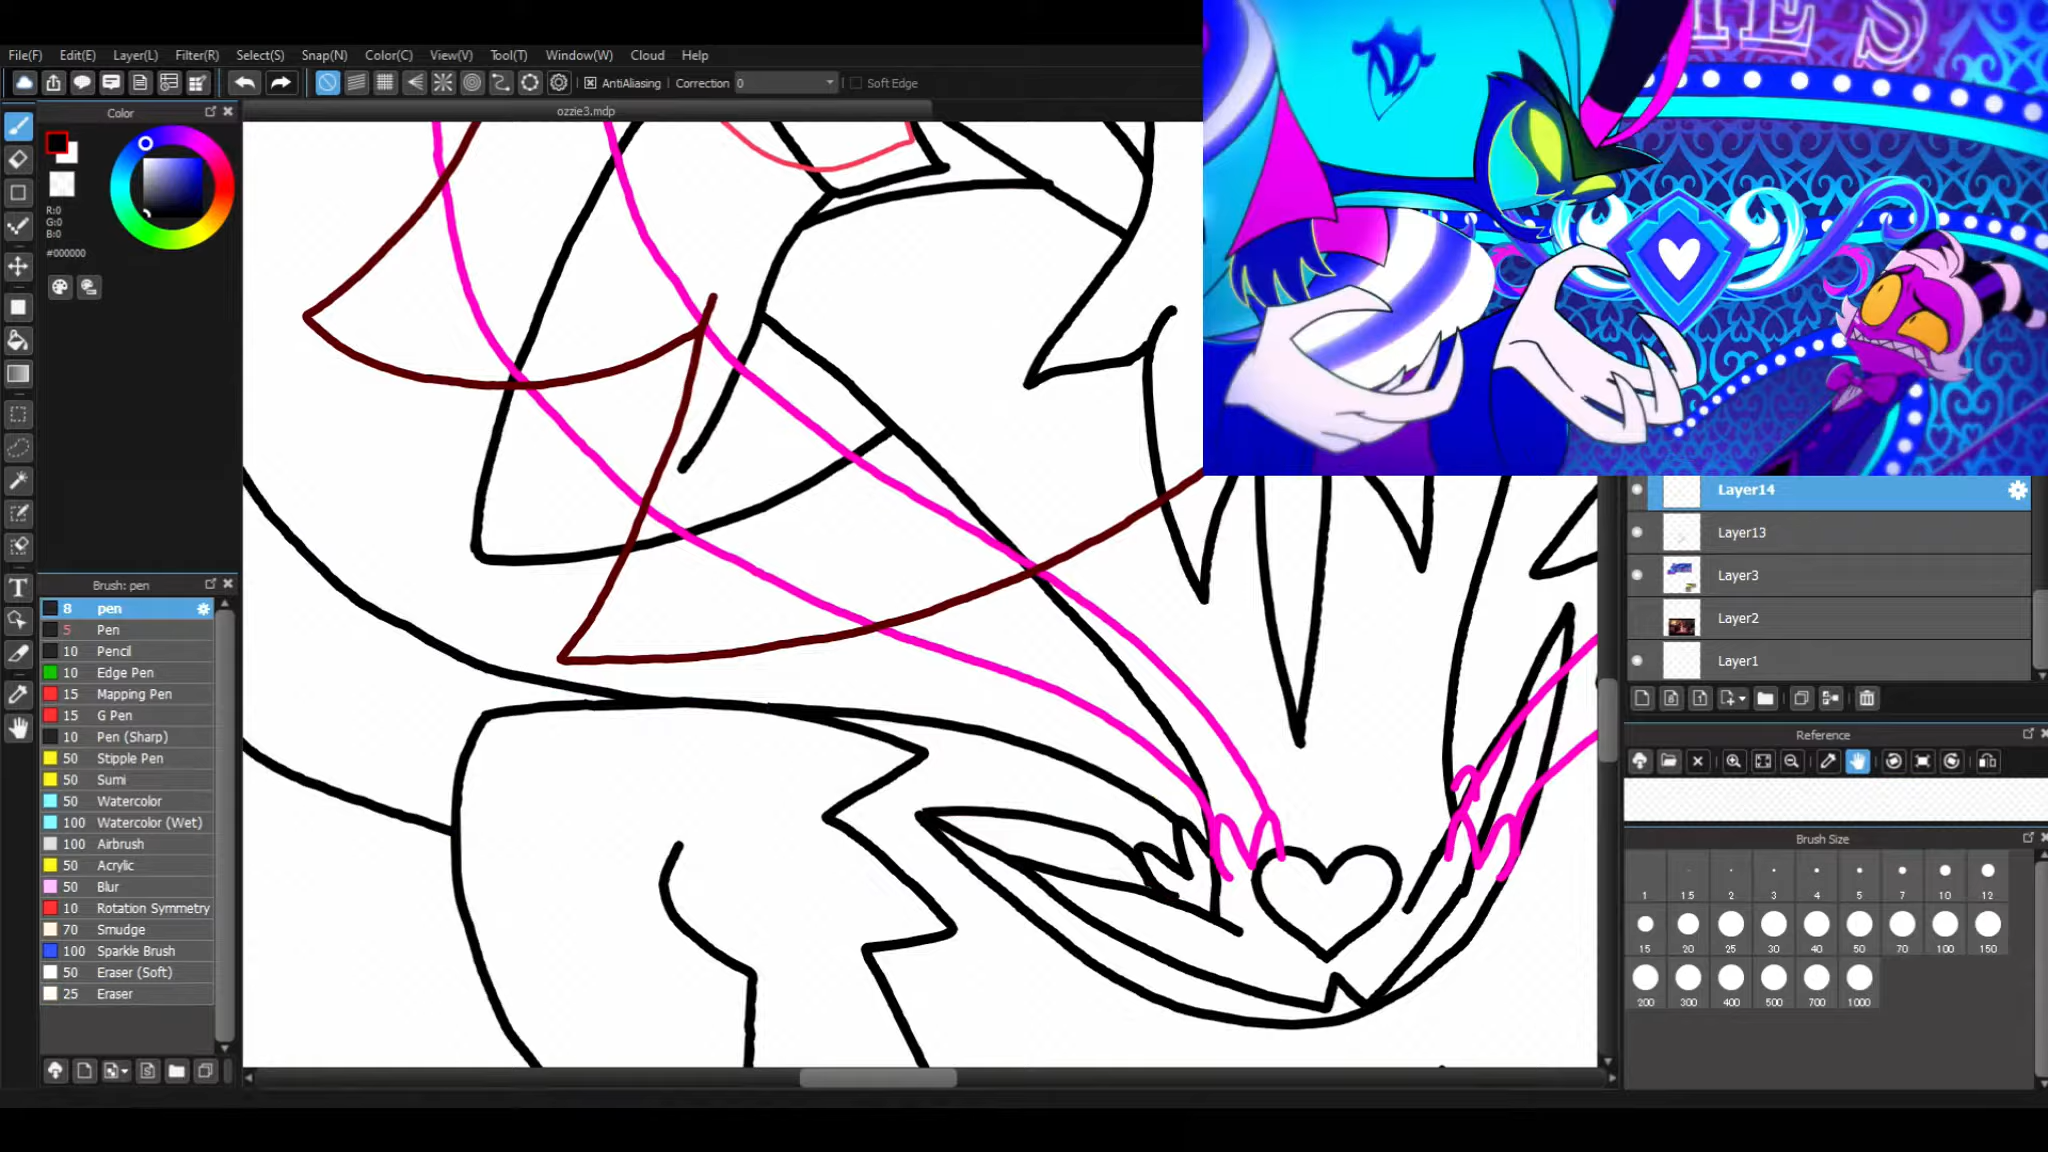 File(F) Edit(E) Layer(L) Filter(R) Select(S) Snap(N) Color(C) View(V) Tool(T) Window(W) Cloud Help
AntiAliasing Correction 0 Soft Edge
ozzie3.mdp
Color
R:0
G:0
B:0
#000000
Brush: pen
8 pen
5 Pen
10 Pencil
10 Edge Pen
15 Mapping Pen
15 G Pen
10 Pen (Sharp)
50 Stipple Pen
50 Sumi
50 Watercolor
100 Watercolor (Wet)
100 Airbrush
50 Acrylic
50 Blur
10 Rotation Symmetry
70 Smudge
100 Sparkle Brush
50 Eraser (Soft)
25 Eraser
IE S
Layer14
Layer13
Layer3
Layer2
Layer1
Reference
Brush Size
1 1.5 2 3 4 5 7 10 12
15 20 25 30 40 50 70 100 150
200 300 400 500 700 1000